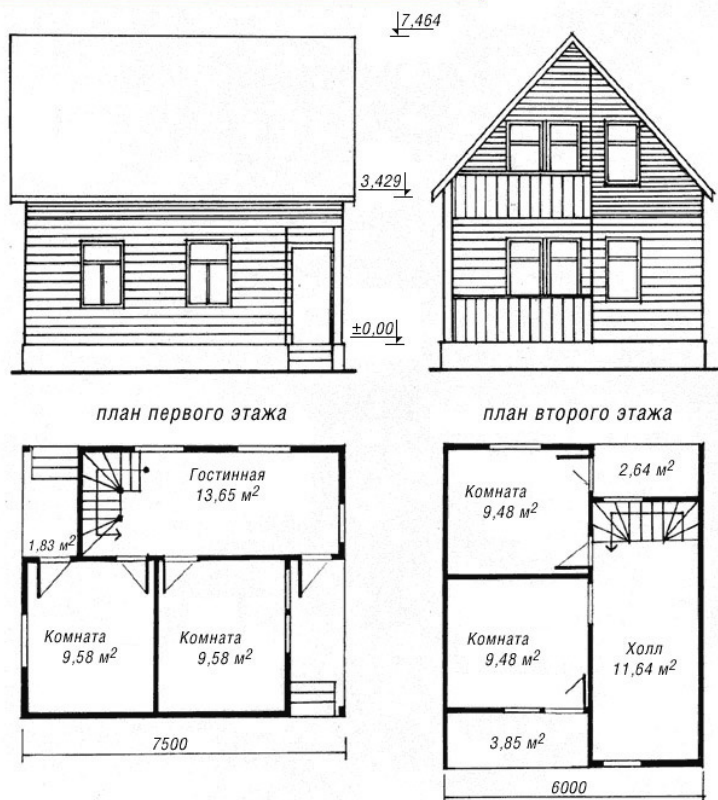 7,464
3,429
±0,00
план первого этажа
план второго этажа
Гостинная
13,65 м²
1,83 м²
Комната
9,58 м²
Комната
9,58 м²
7500
2,64 м²
Комната
9,48 м²
Комната
9,48 м²
Холл
11,64 м²
3,85 м²
6000